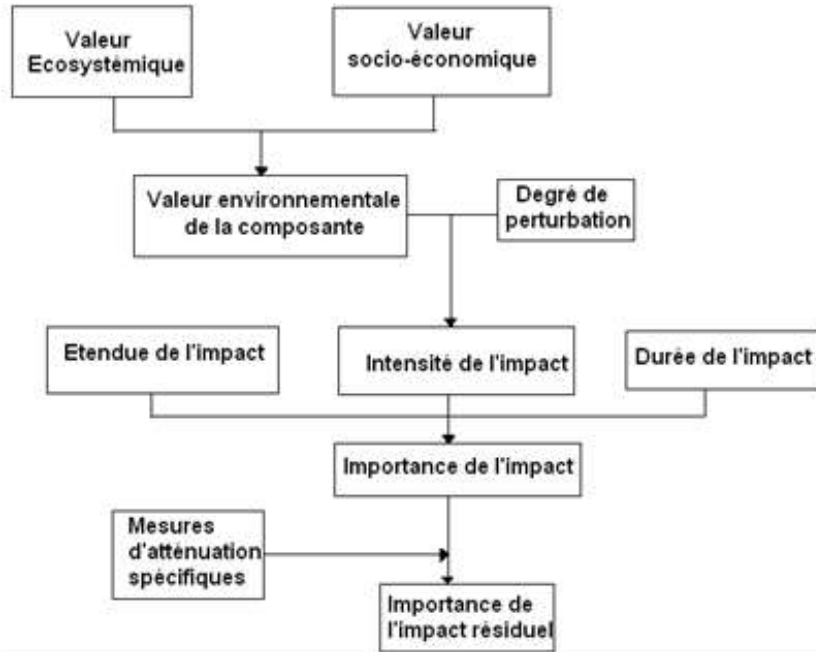 Valeur
Ecosystémique
Valeur
socio-économique
Valeur environnementale
de la composante
Degré de
perturbation
Etendue de l'impact
Intensité de l'impact
Durée de l'impact
Importance de l'impact
Mesures
d'atténuation
spécifiques
Importance de
l'impact résiduel